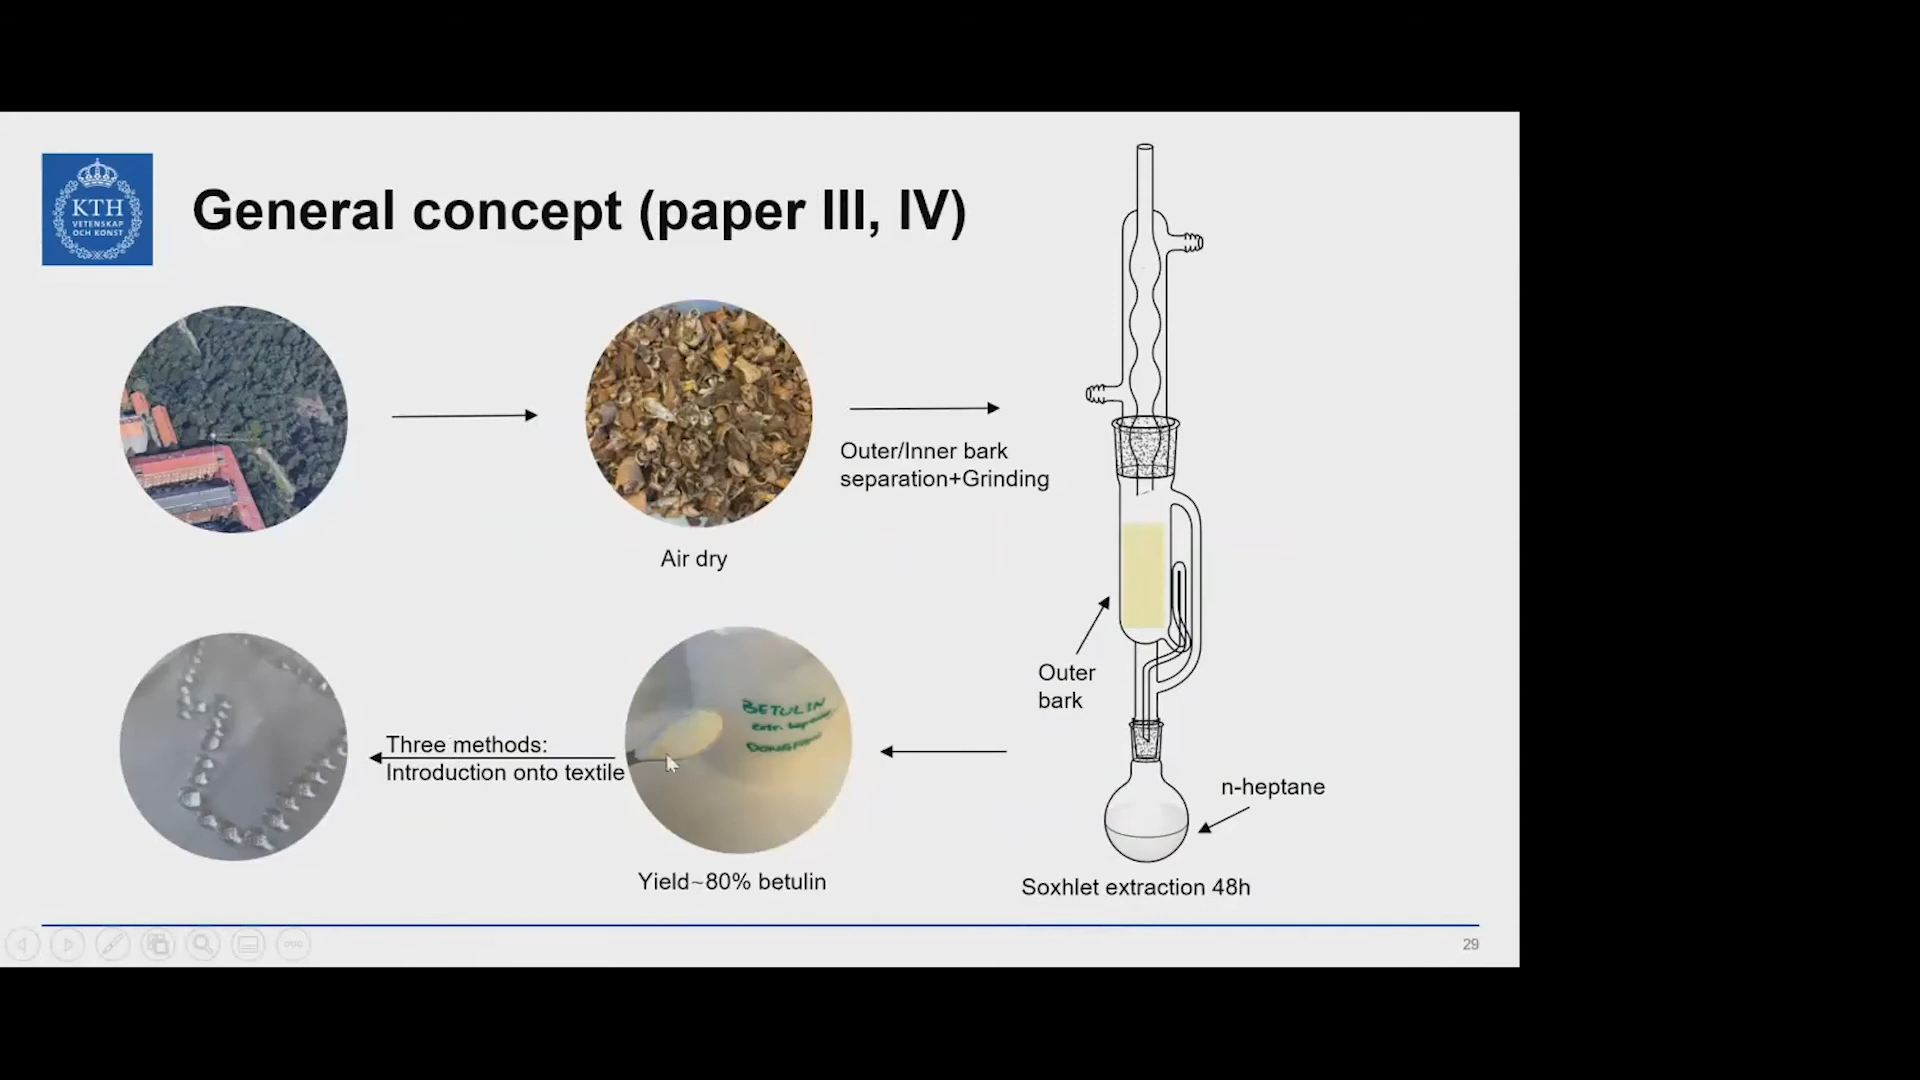 KTH
VETENSKAP
OCH KONST
General concept (paper III, IV)
Outer/Inner bark
separation+Grinding
Air dry
Outer
bark
Three methods:
Introduction onto textile
BETULIN
n-heptane
Yield~80% betulin
Soxhlet extraction 48h
29